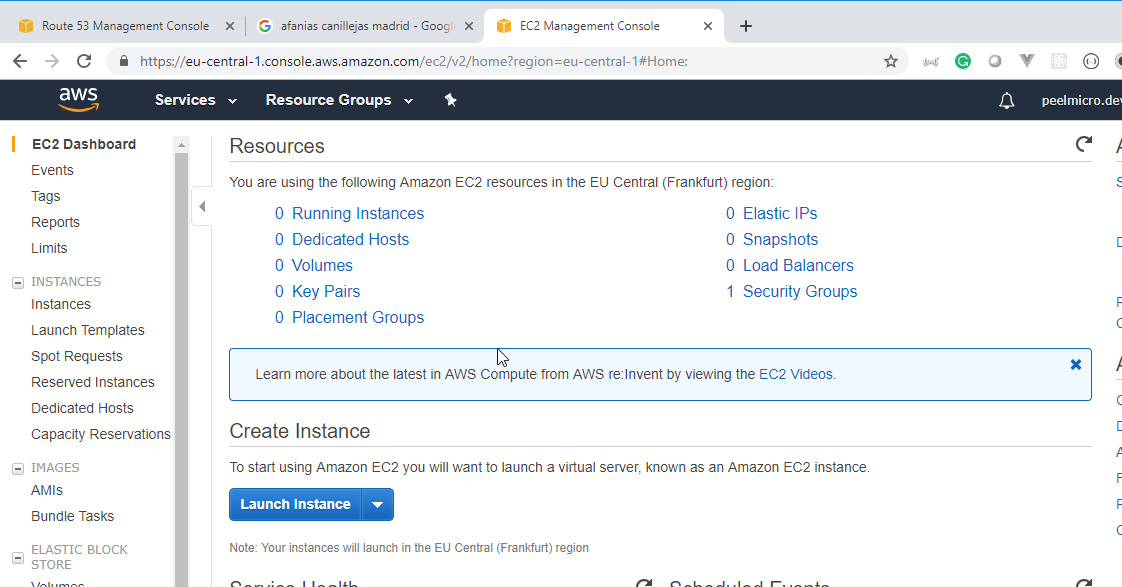 Route 53 Management Console
afanias canillejas madrid - Goog
EC2 Management Console
https://eu-central-1.console.aws.amazon.com/ec2/v2/home?region=eu-central-1#Home:
aws
Services
Resource Groups
peelmicro.de
EC2 Dashboard
Events
Tags
Reports
Limits
INSTANCES
Instances
Launch Templates
Spot Requests
Reserved Instances
Dedicated Hosts
Capacity Reservations
IMAGES
AMIs
Bundle Tasks
ELASTIC BLOCK
STORE
Volumes
Resources
You are using the following Amazon EC2 resources in the EU Central (Frankfurt) region:
0 Running Instances
0 Elastic IPs
0 Dedicated Hosts
0 Snapshots
0 Volumes
0 Load Balancers
0 Key Pairs
1 Security Groups
0 Placement Groups
Learn more about the latest in AWS Compute from AWS re:Invent by viewing the EC2 Videos.
Create Instance
To start using Amazon EC2 you will want to launch a virtual server, known as an Amazon EC2 instance.
Launch Instance
Note: Your instances will launch in the EU Central (Frankfurt) region
Service Health
Scheduled Events